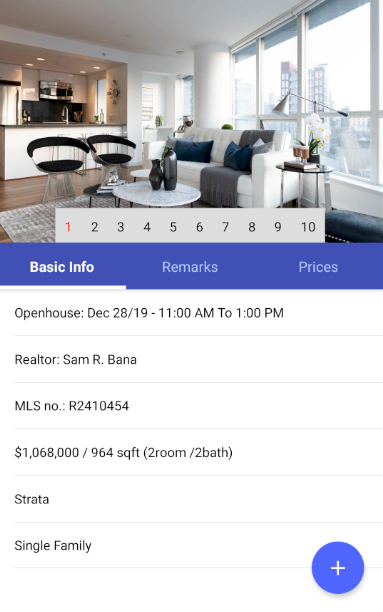 1 2 3 4 5 6 7 8 9 10
Basic Info Remarks Prices
Openhouse: Dec 28/19 - 11:00 AM To 1:00 PM
Realtor: Sam R. Bana
MLS no.: R2410454
$1,068,000 / 964 sqft (2room /2bath)
Strata
Single Family
+